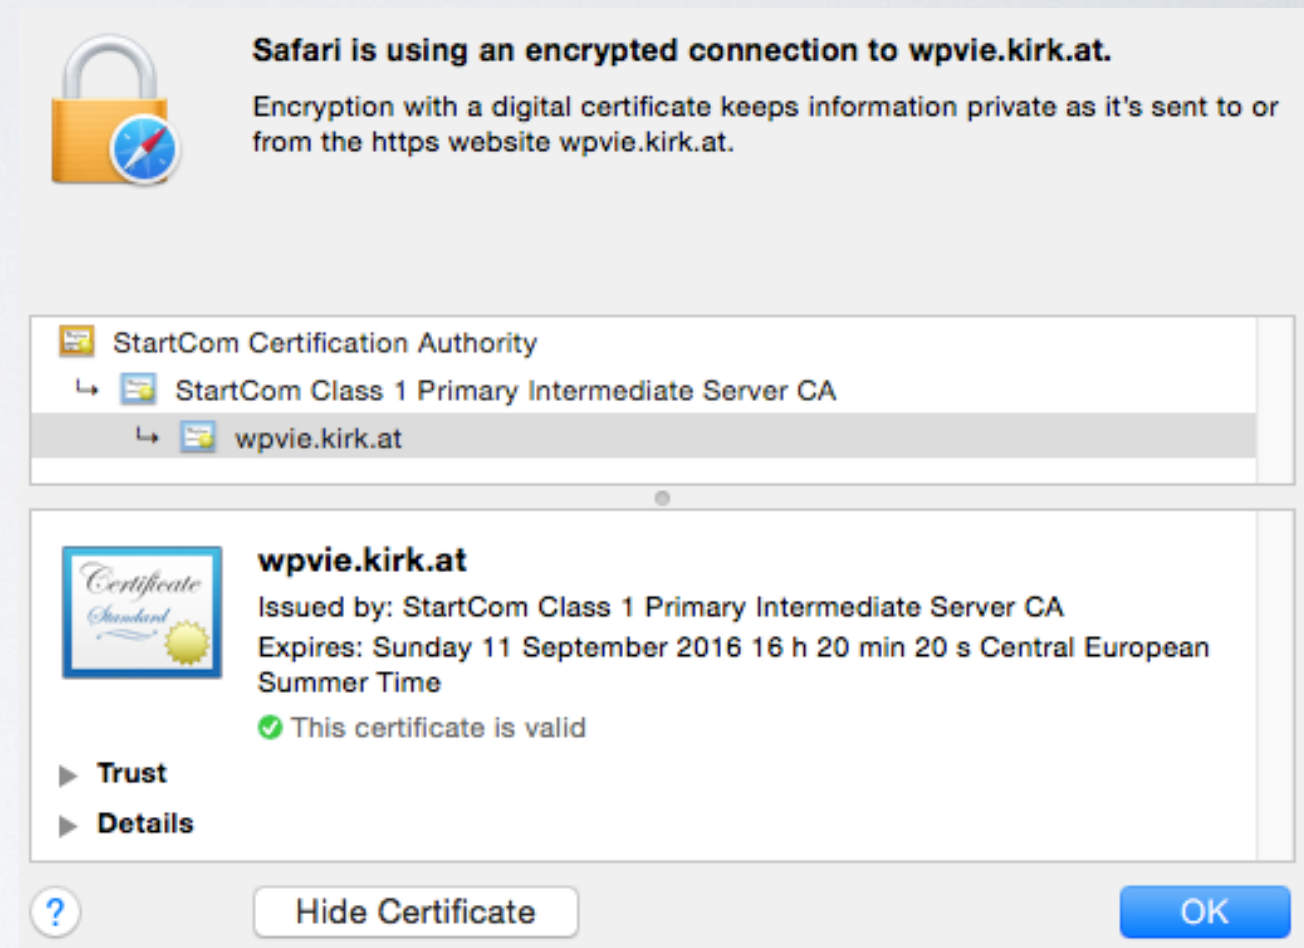 Safari is using an encrypted connection to wpvie.kirk.at.
Encryption with a digital certificate keeps information private as it's sent to or
from the https website wpvie.kirk.at.
StartCom Certification Authority
StartCom Class 1 Primary Intermediate Server CA
wpvie.kirk.at
Certificate
Standard
wpvie.kirk.at
Issued by: StartCom Class 1 Primary Intermediate Server CA
Expires: Sunday 11 September 2016 16 h 20 min 20 s Central European
Summer Time
This certificate is valid
Trust
Details
?
Hide Certificate
OK